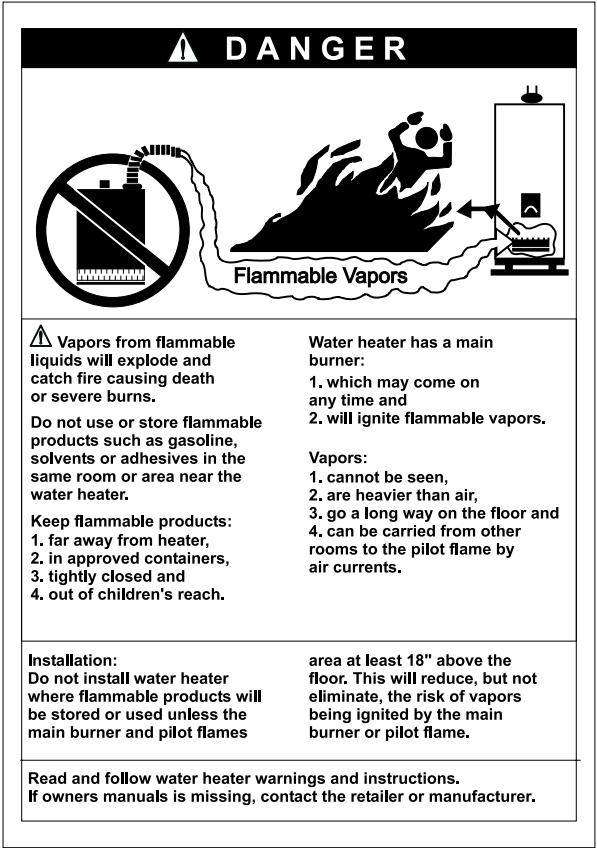 DANGER
Flammable Vapors
Vapors from flammable
liquids will explode and
catch fire causing death
or severe burns.
Do not use or store flammable
products such as gasoline,
solvents or adhesives in the
same room or area near the
water heater.
Keep flammable products:
1. far away from heater,
2. in approved containers,
3. tightly closed and
4. out of children's reach.
Water heater has a main
burner:
1. which may come on
any time and
2. will ignite flammable vapors.
Vapors:
1. cannot be seen,
2. are heavier than air,
3. go a long way on the floor and
4. can be carried from other
rooms to the pilot flame by
air currents.
Installation:
Do not install water heater
where flammable products will
be stored or used unless the
main burner and pilot flames
area at least 18" above the
floor. This will reduce, but not
eliminate, the risk of vapors
being ignited by the main
burner or pilot flame.
Read and follow water heater warnings and instructions.
If owners manuals is missing, contact the retailer or manufacturer.